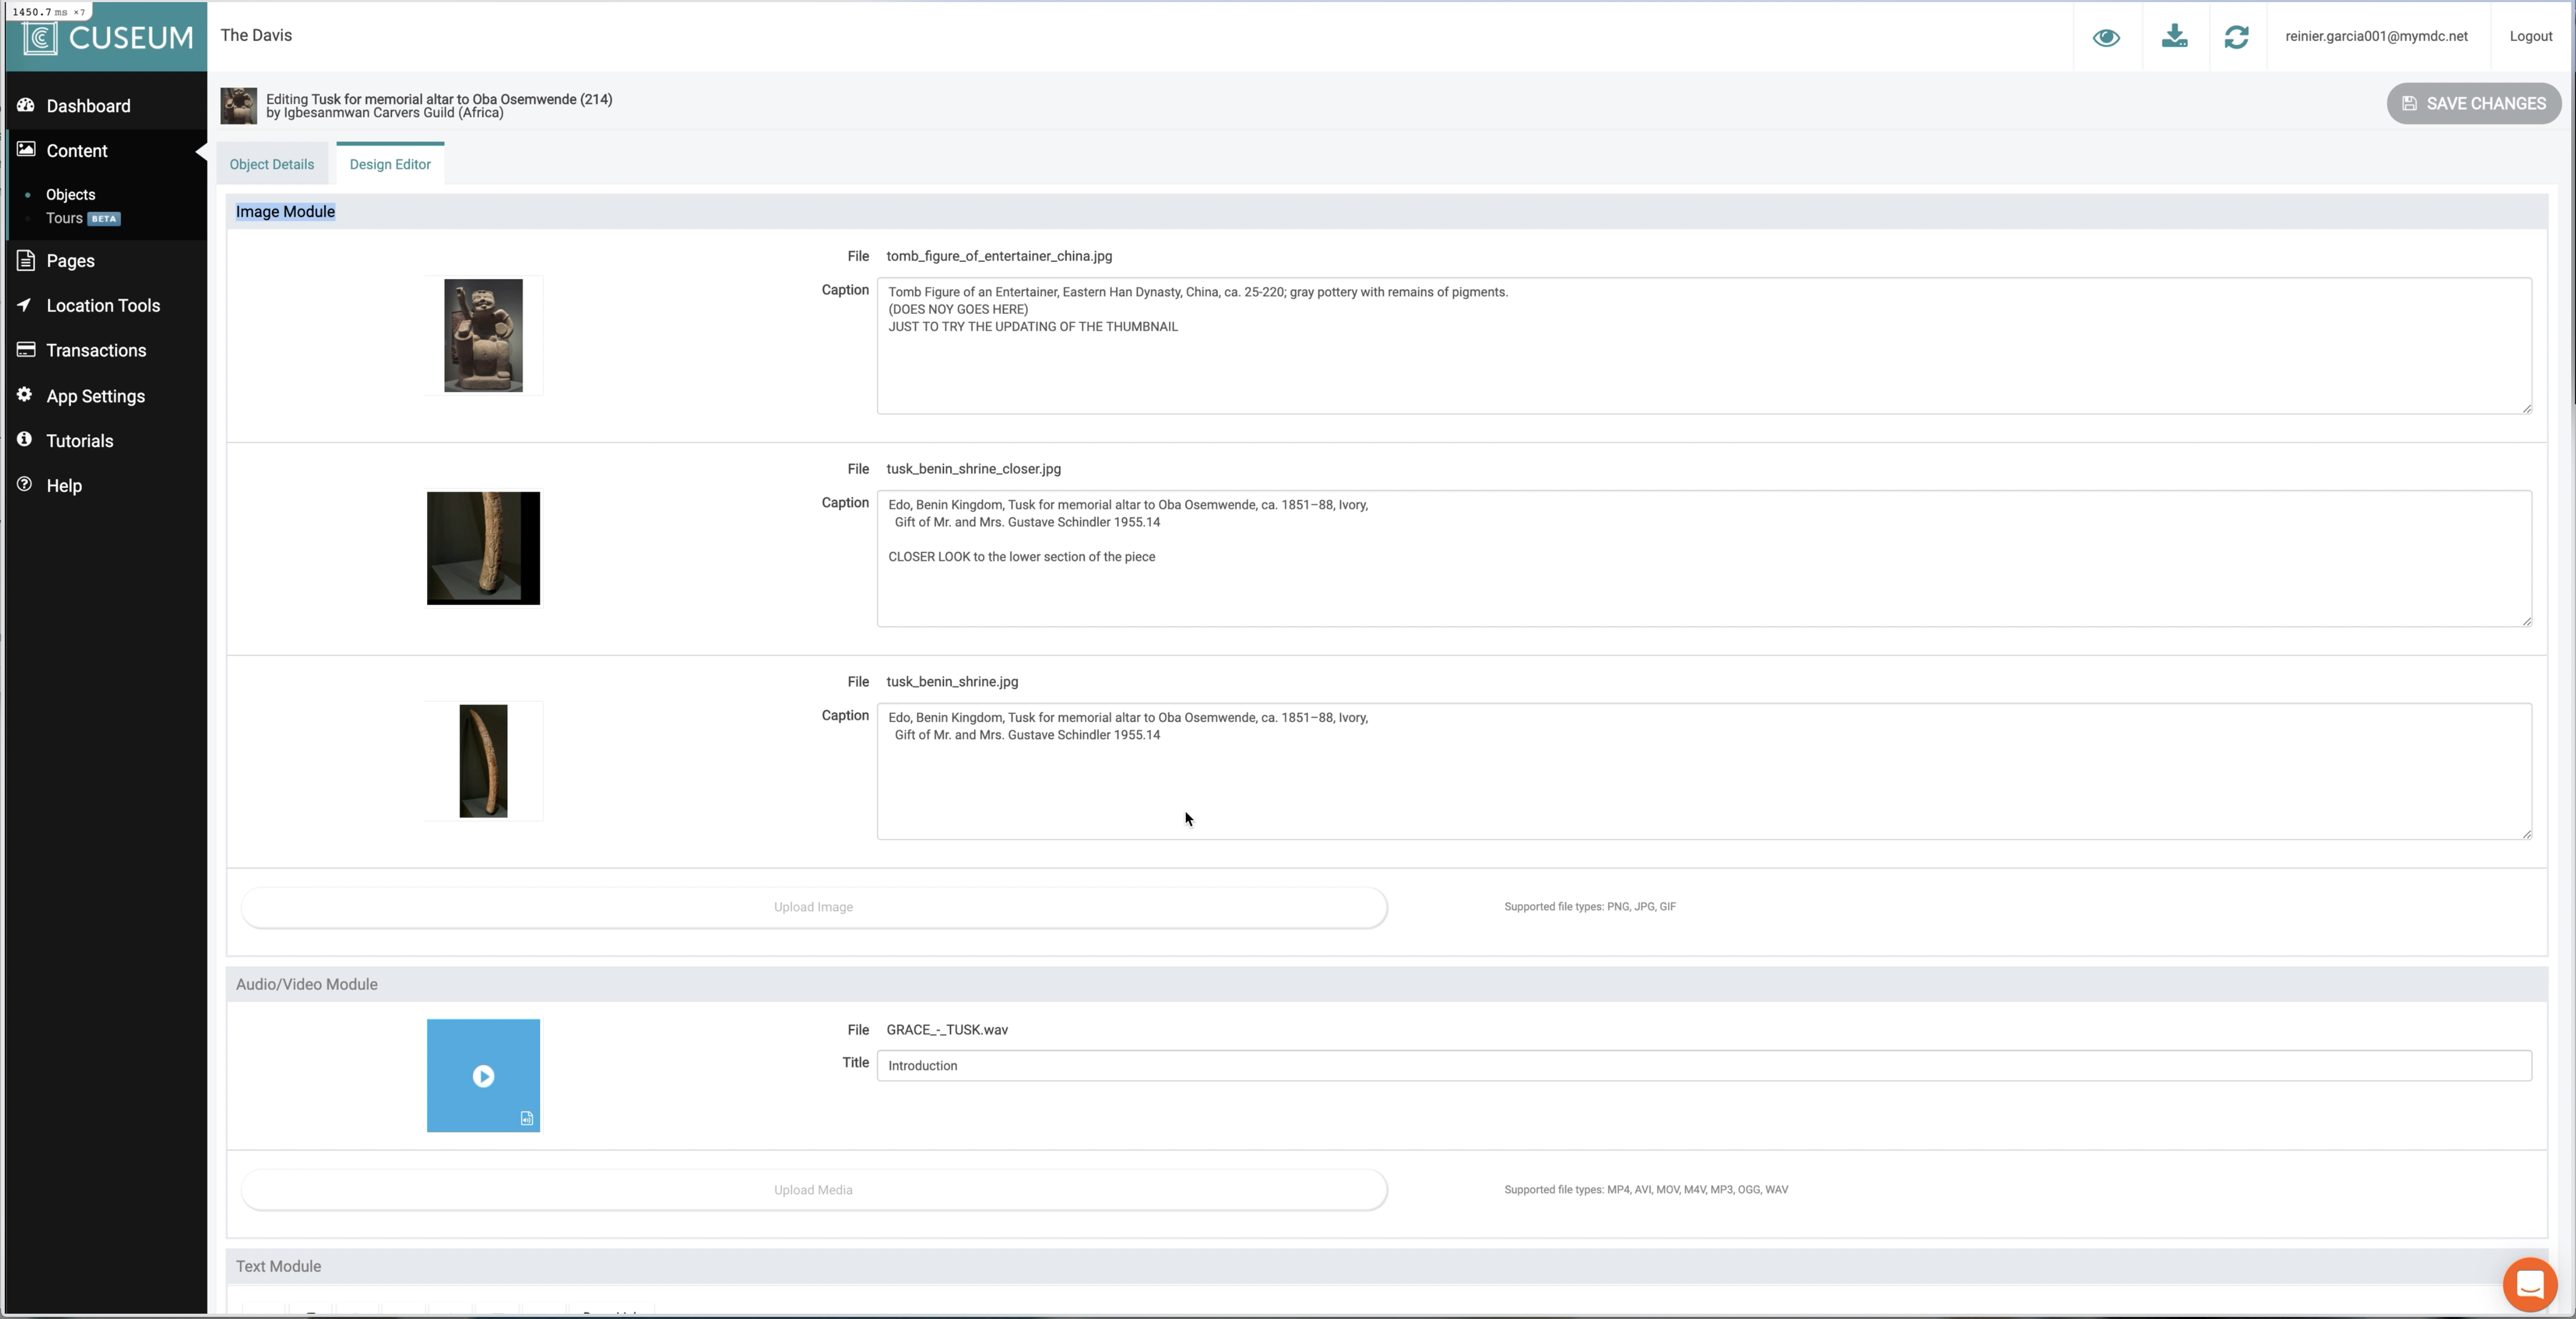 1450.7 ms ×7
CUSEUM
The Davis
reinier.garcia001@mymdc.net
Logout
Dashboard
Content
Objects
Tours BETA
Pages
Location Tools
Transactions
App Settings
Tutorials
Help
Editing Tusk for memorial altar to Oba Osemwende (214)
by Igbesanmwan Carvers Guild (Africa)
SAVE CHANGES
Object Details
Design Editor
Image Module
File tomb_figure_of_entertainer_china.jpg
Caption Tomb Figure of an Entertainer, Eastern Han Dynasty, China, ca. 25-220; gray pottery with remains of pigments.
(DOES NOY GOES HERE)
JUST TO TRY THE UPDATING OF THE THUMBNAIL
File tusk_benin_shrine_closer.jpg
Caption Edo, Benin Kingdom, Tusk for memorial altar to Oba Osemwende, ca. 1851–88, Ivory,
Gift of Mr. and Mrs. Gustave Schindler 1955.14
CLOSER LOOK to the lower section of the piece
File tusk_benin_shrine.jpg
Caption Edo, Benin Kingdom, Tusk for memorial altar to Oba Osemwende, ca. 1851–88, Ivory,
Gift of Mr. and Mrs. Gustave Schindler 1955.14
Upload Image
Supported file types: PNG, JPG, GIF
Audio/Video Module
File GRACE_-_TUSK.wav
Title Introduction
Upload Media
Supported file types: MP4, AVI, MOV, M4V, MP3, OGG, WAV
Text Module